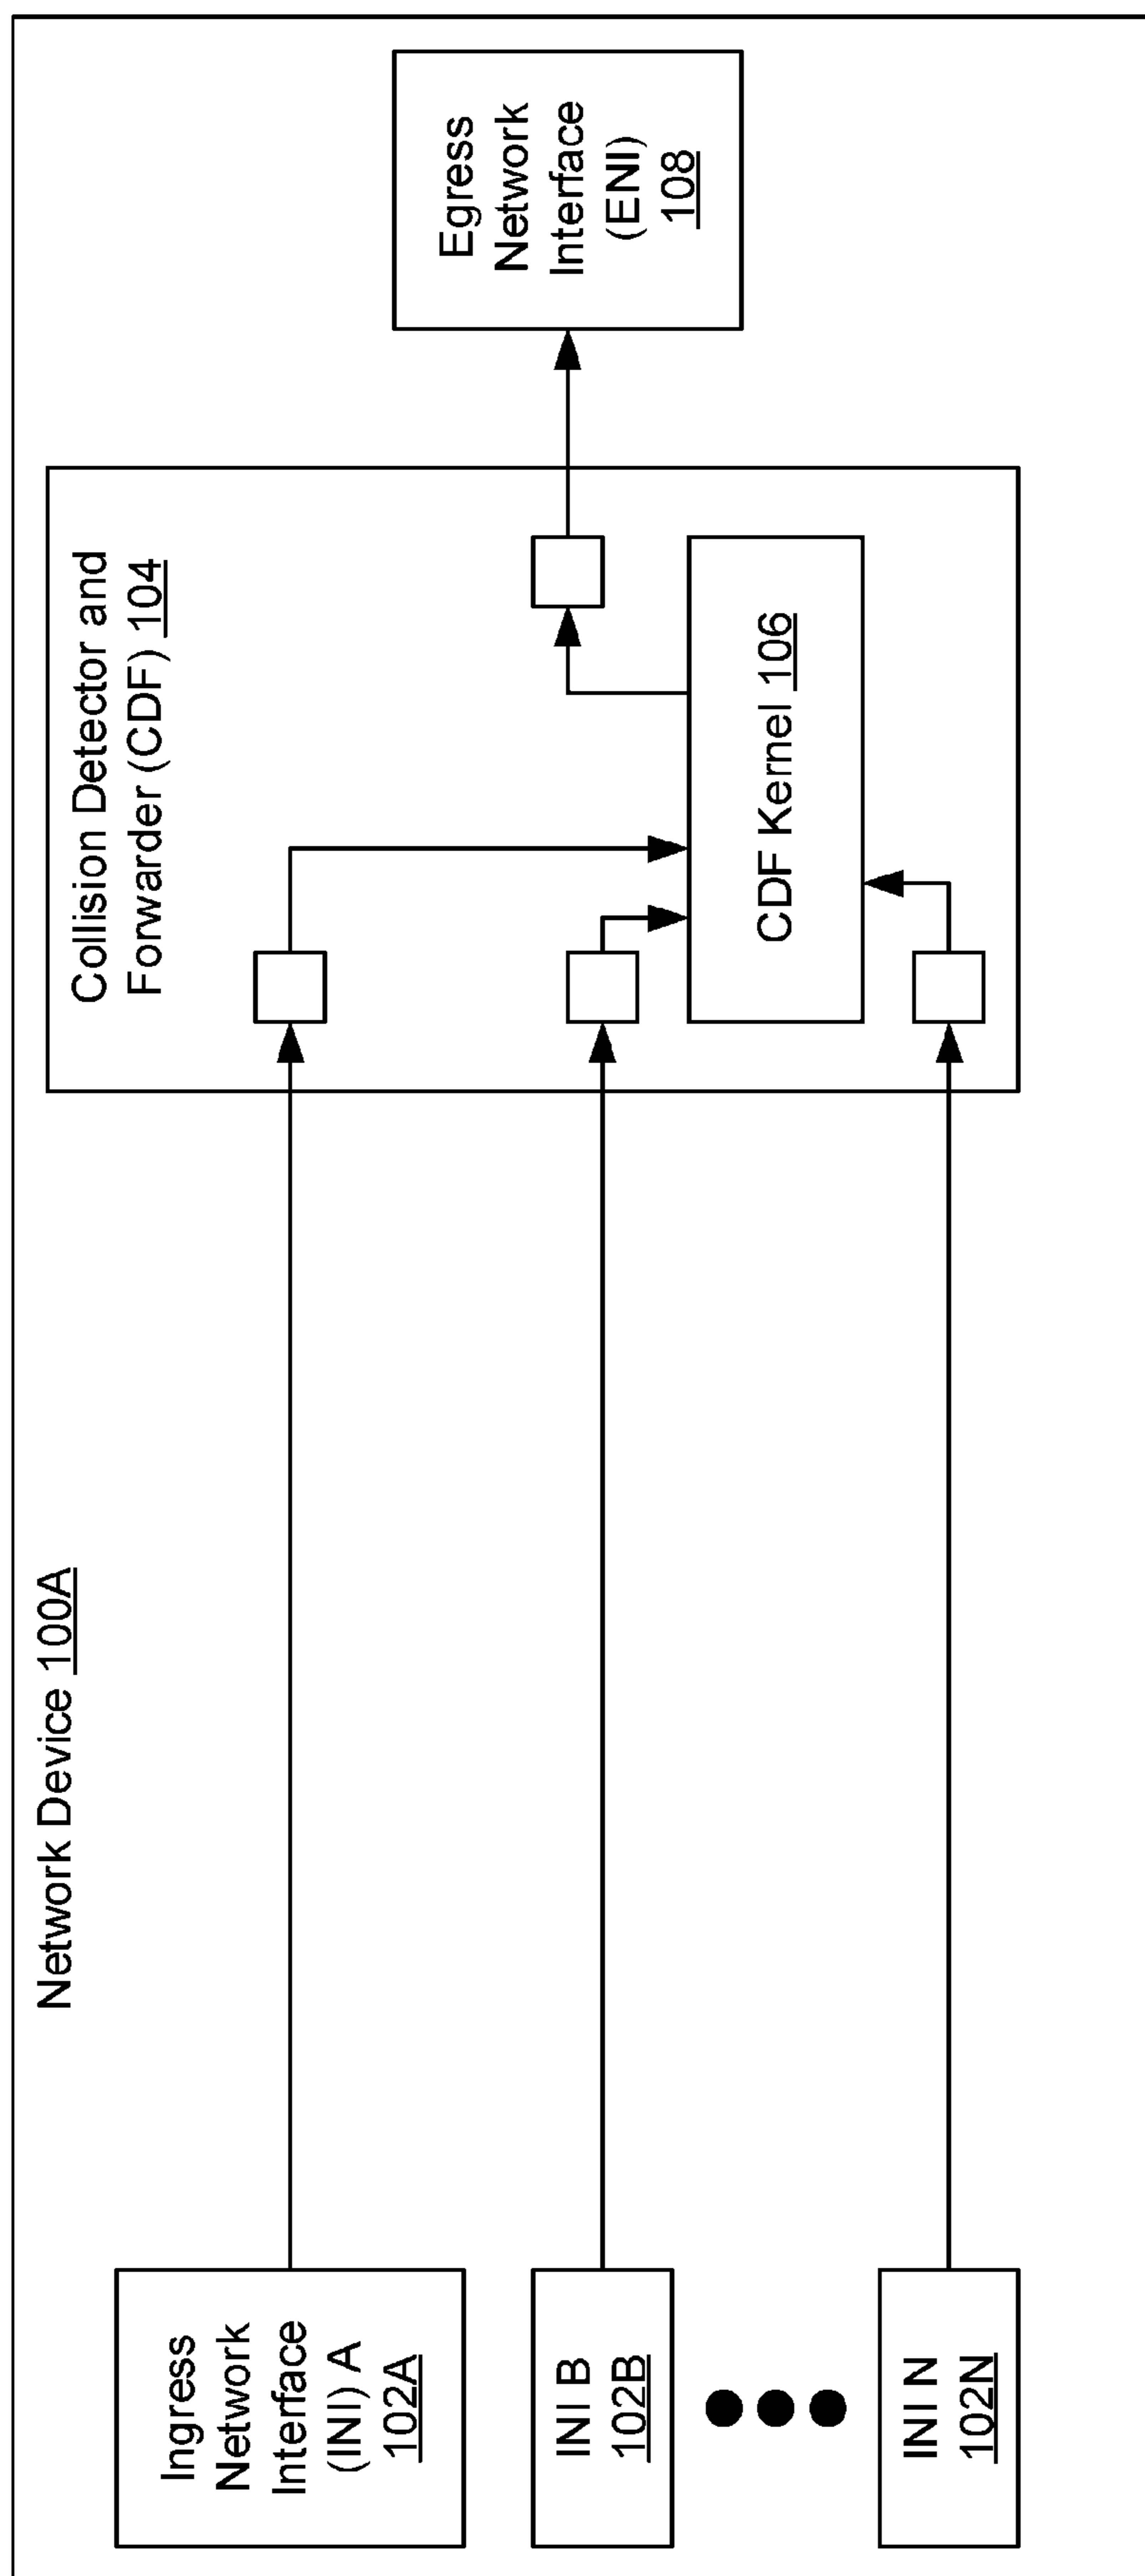 Network Device 100A
Ingress
Network
Interface
(INI) A
102A
INI B
102B
INI N
102N
Collision Detector and
Forwarder (CDF) 104
CDF Kernel 106
Egress
Network
Interface
(ENI)
108